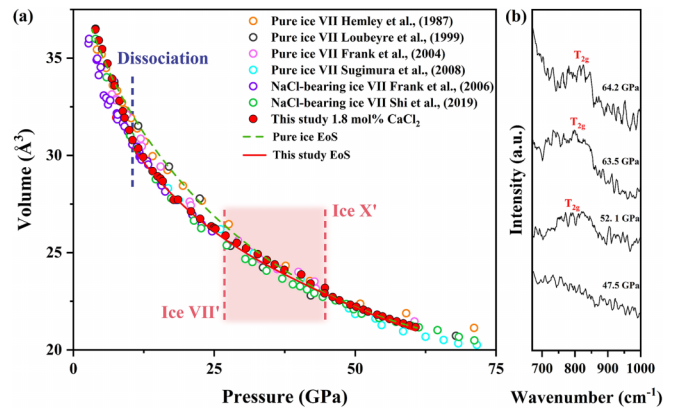 (a)
Pure ice VII Hemley et al., (1987)
Pure ice VII Loubeyre et al., (1999)
Pure ice VII Frank et al., (2004)
Pure ice VII Sugimura et al., (2008)
NaCl-bearing ice VII Frank et al., (2006)
NaCl-bearing ice VII Shi et al., (2019)
This study 1.8 mol% CaCl₂
Pure ice EoS
This study EoS
Dissociation
Ice X'
Ice VII'
35
30
25
20
Volume (Å³)
0
25
50
75
Pressure (GPa)
(b)
T₂g
64.2 GPa
T₂g
63.5 GPa
T₂g
52. 1 GPa
47.5 GPa
Intensity (a.u.)
700
800
900
1000
Wavenumber (cm⁻¹)